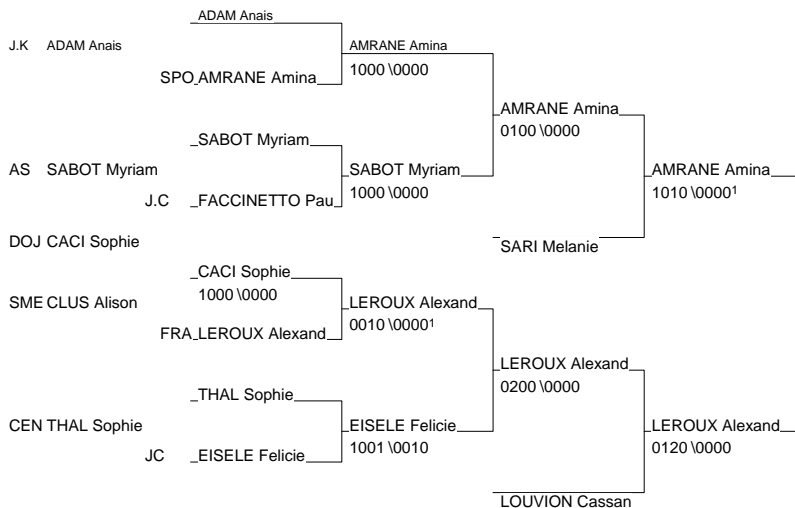 ADAM Anais
J.K ADAM Anais
AMRANE Amina
1000 \0000
SPO AMRANE Amina
AMRANE Amina
0100 \0000
SABOT Myriam
AS SABOT Myriam
SABOT Myriam
1000 \0000
AMRANE Amina
1010 \0000¹
J.C FACCINETTO Pau
DOJ CACI Sophie
SARI Melanie
CACI Sophie
1000 \0000
SME CLUS Alison
LEROUX Alexand
0010 \0000¹
FRA LEROUX Alexand
LEROUX Alexand
0200 \0000
THAL Sophie
CEN THAL Sophie
EISELE Felicie
1001 \0010
LEROUX Alexand
0120 \0000
JC EISELE Felicie
LOUVION Cassan